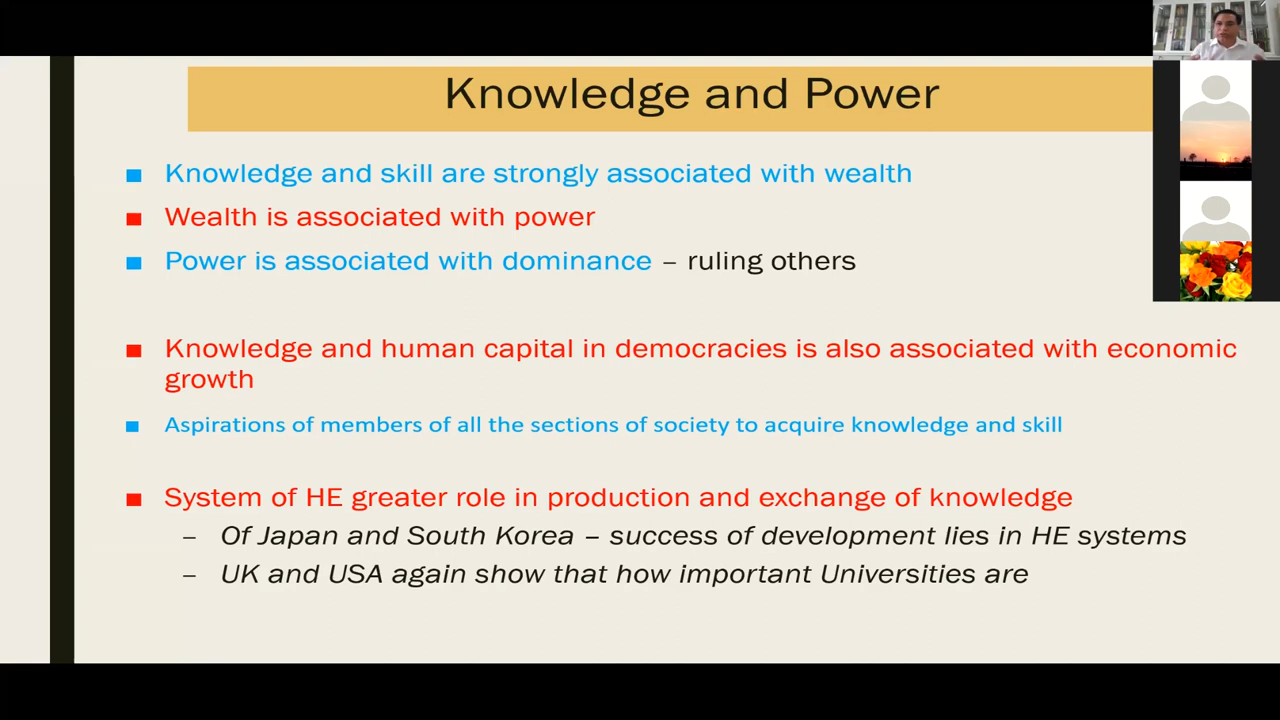 Knowledge and Power
Knowledge and skill are strongly associated with wealth
Wealth is associated with power
Power is associated with dominance – ruling others
Knowledge and human capital in democracies is also associated with economic
growth
Aspirations of members of all the sections of society to acquire knowledge and skill
System of HE greater role in production and exchange of knowledge
– Of Japan and South Korea – success of development lies in HE systems
– UK and USA again show that how important Universities are